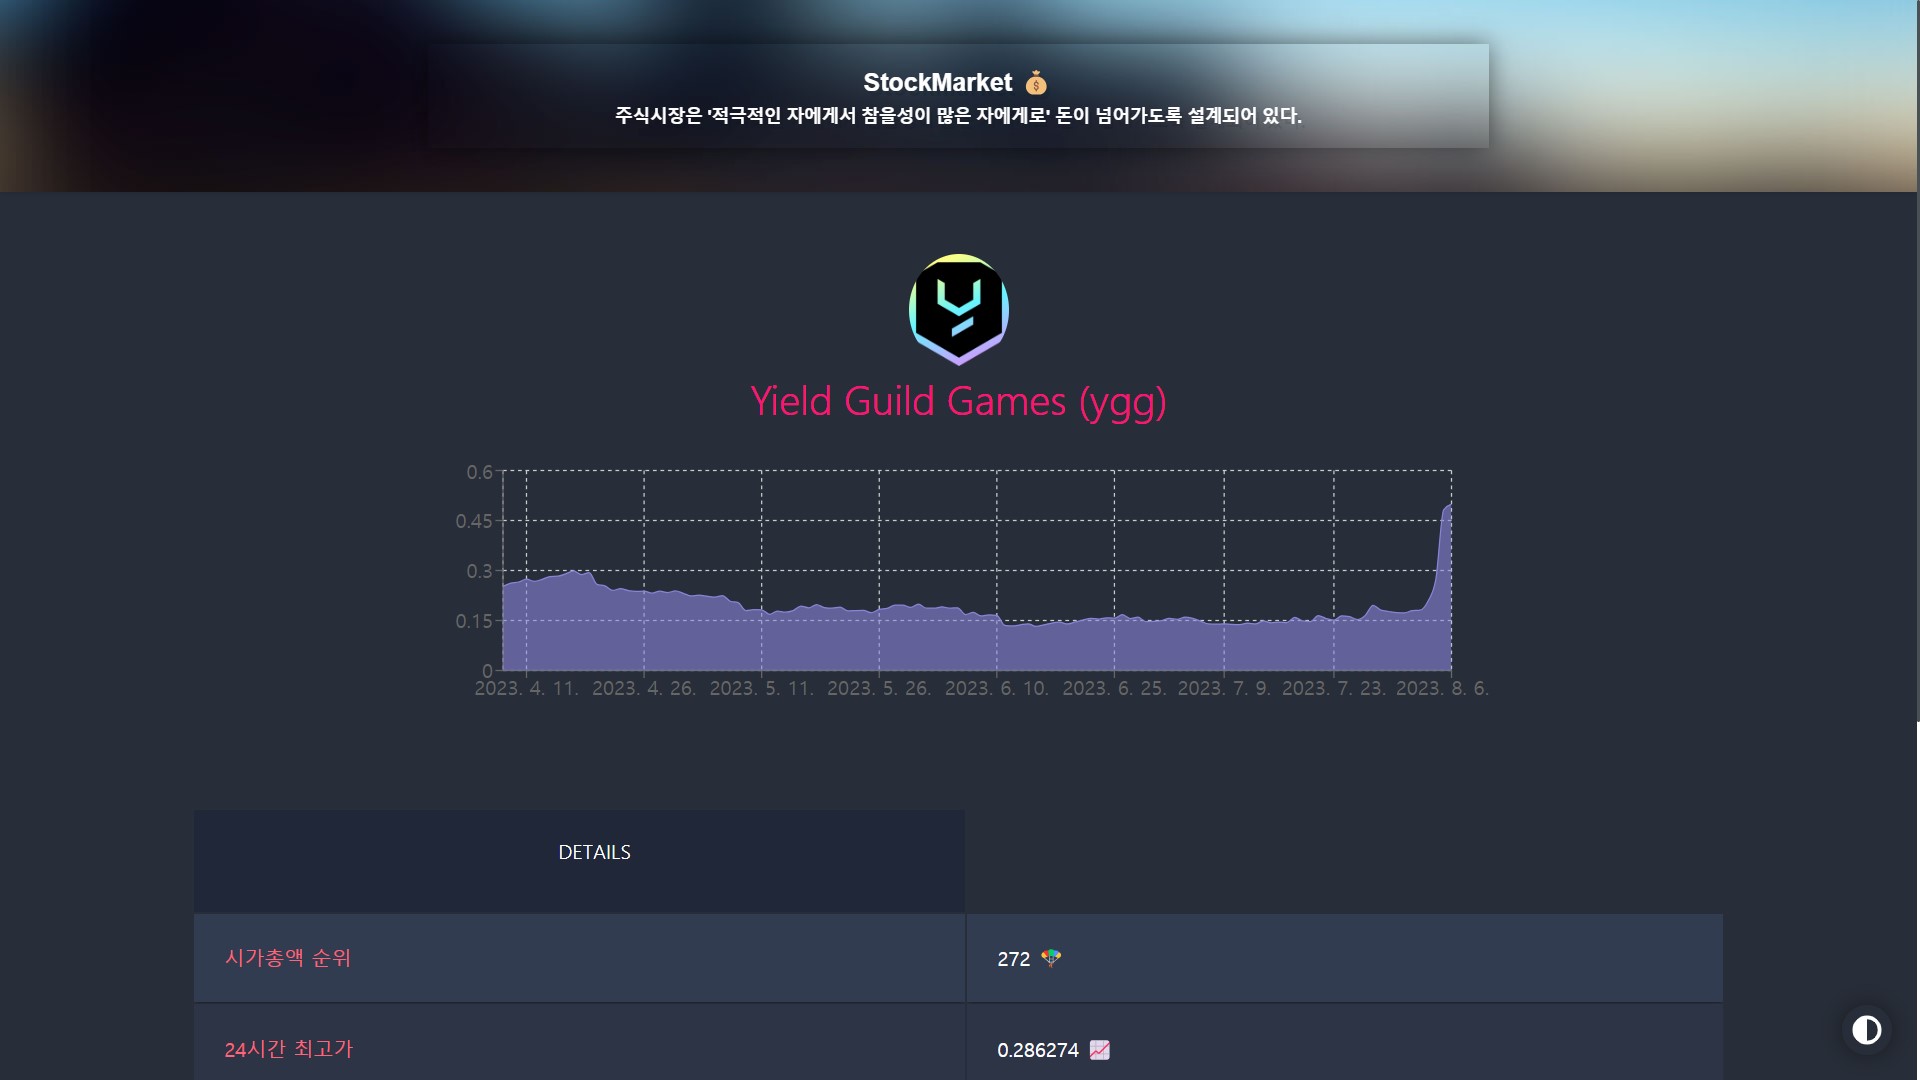 StockMarket 💰
주식시장은 '적극적인 자에게서 참을성이 많은 자에게로' 돈이 넘어가도록 설계되어 있다.
Yield Guild Games (ygg)
0.6
0.45
0.3
0.15
0
2023. 4. 11. 2023. 4. 26. 2023. 5. 11. 2023. 5. 26. 2023. 6. 10. 2023. 6. 25. 2023. 7. 9. 2023. 7. 23. 2023. 8. 6.
DETAILS
시가총액 순위 272 🪂
24시간 최고가 0.286274 💹